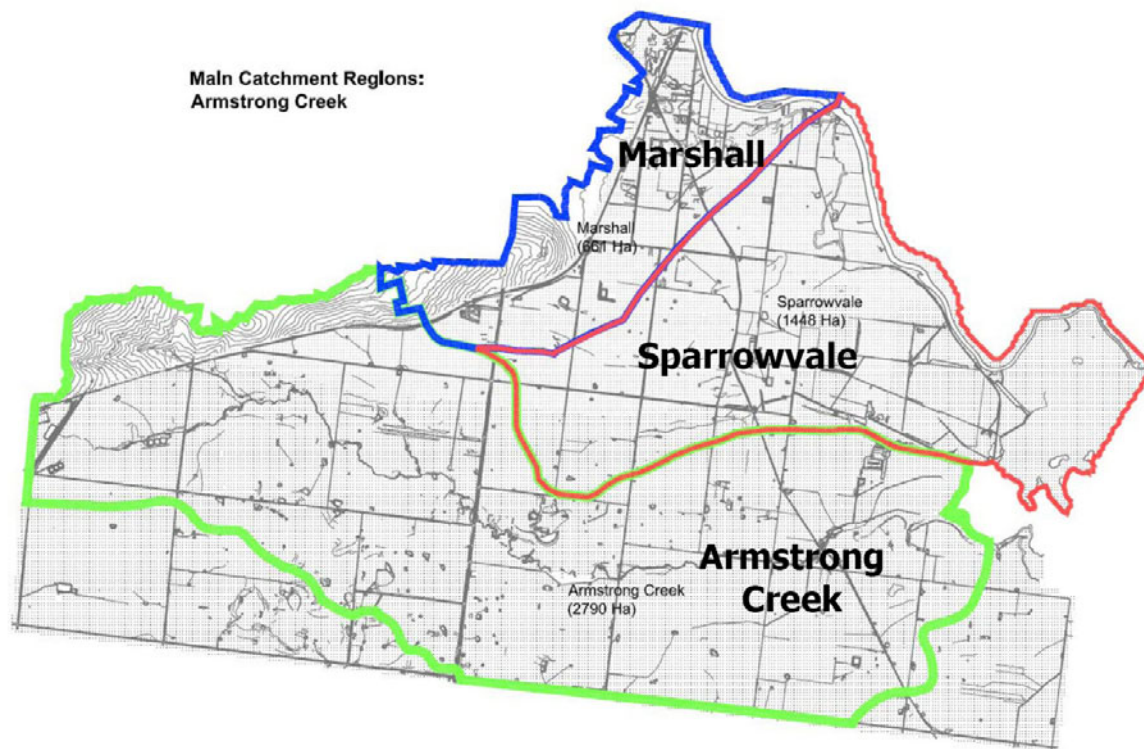 Main Catchment Regions:
Armstrong Creek
Marshall
Marshall
(661 Ha)
Sparrowvale
(1448 Ha)
Sparrowvale
Armstrong
Creek
Armstrong Creek
(2790 Ha)